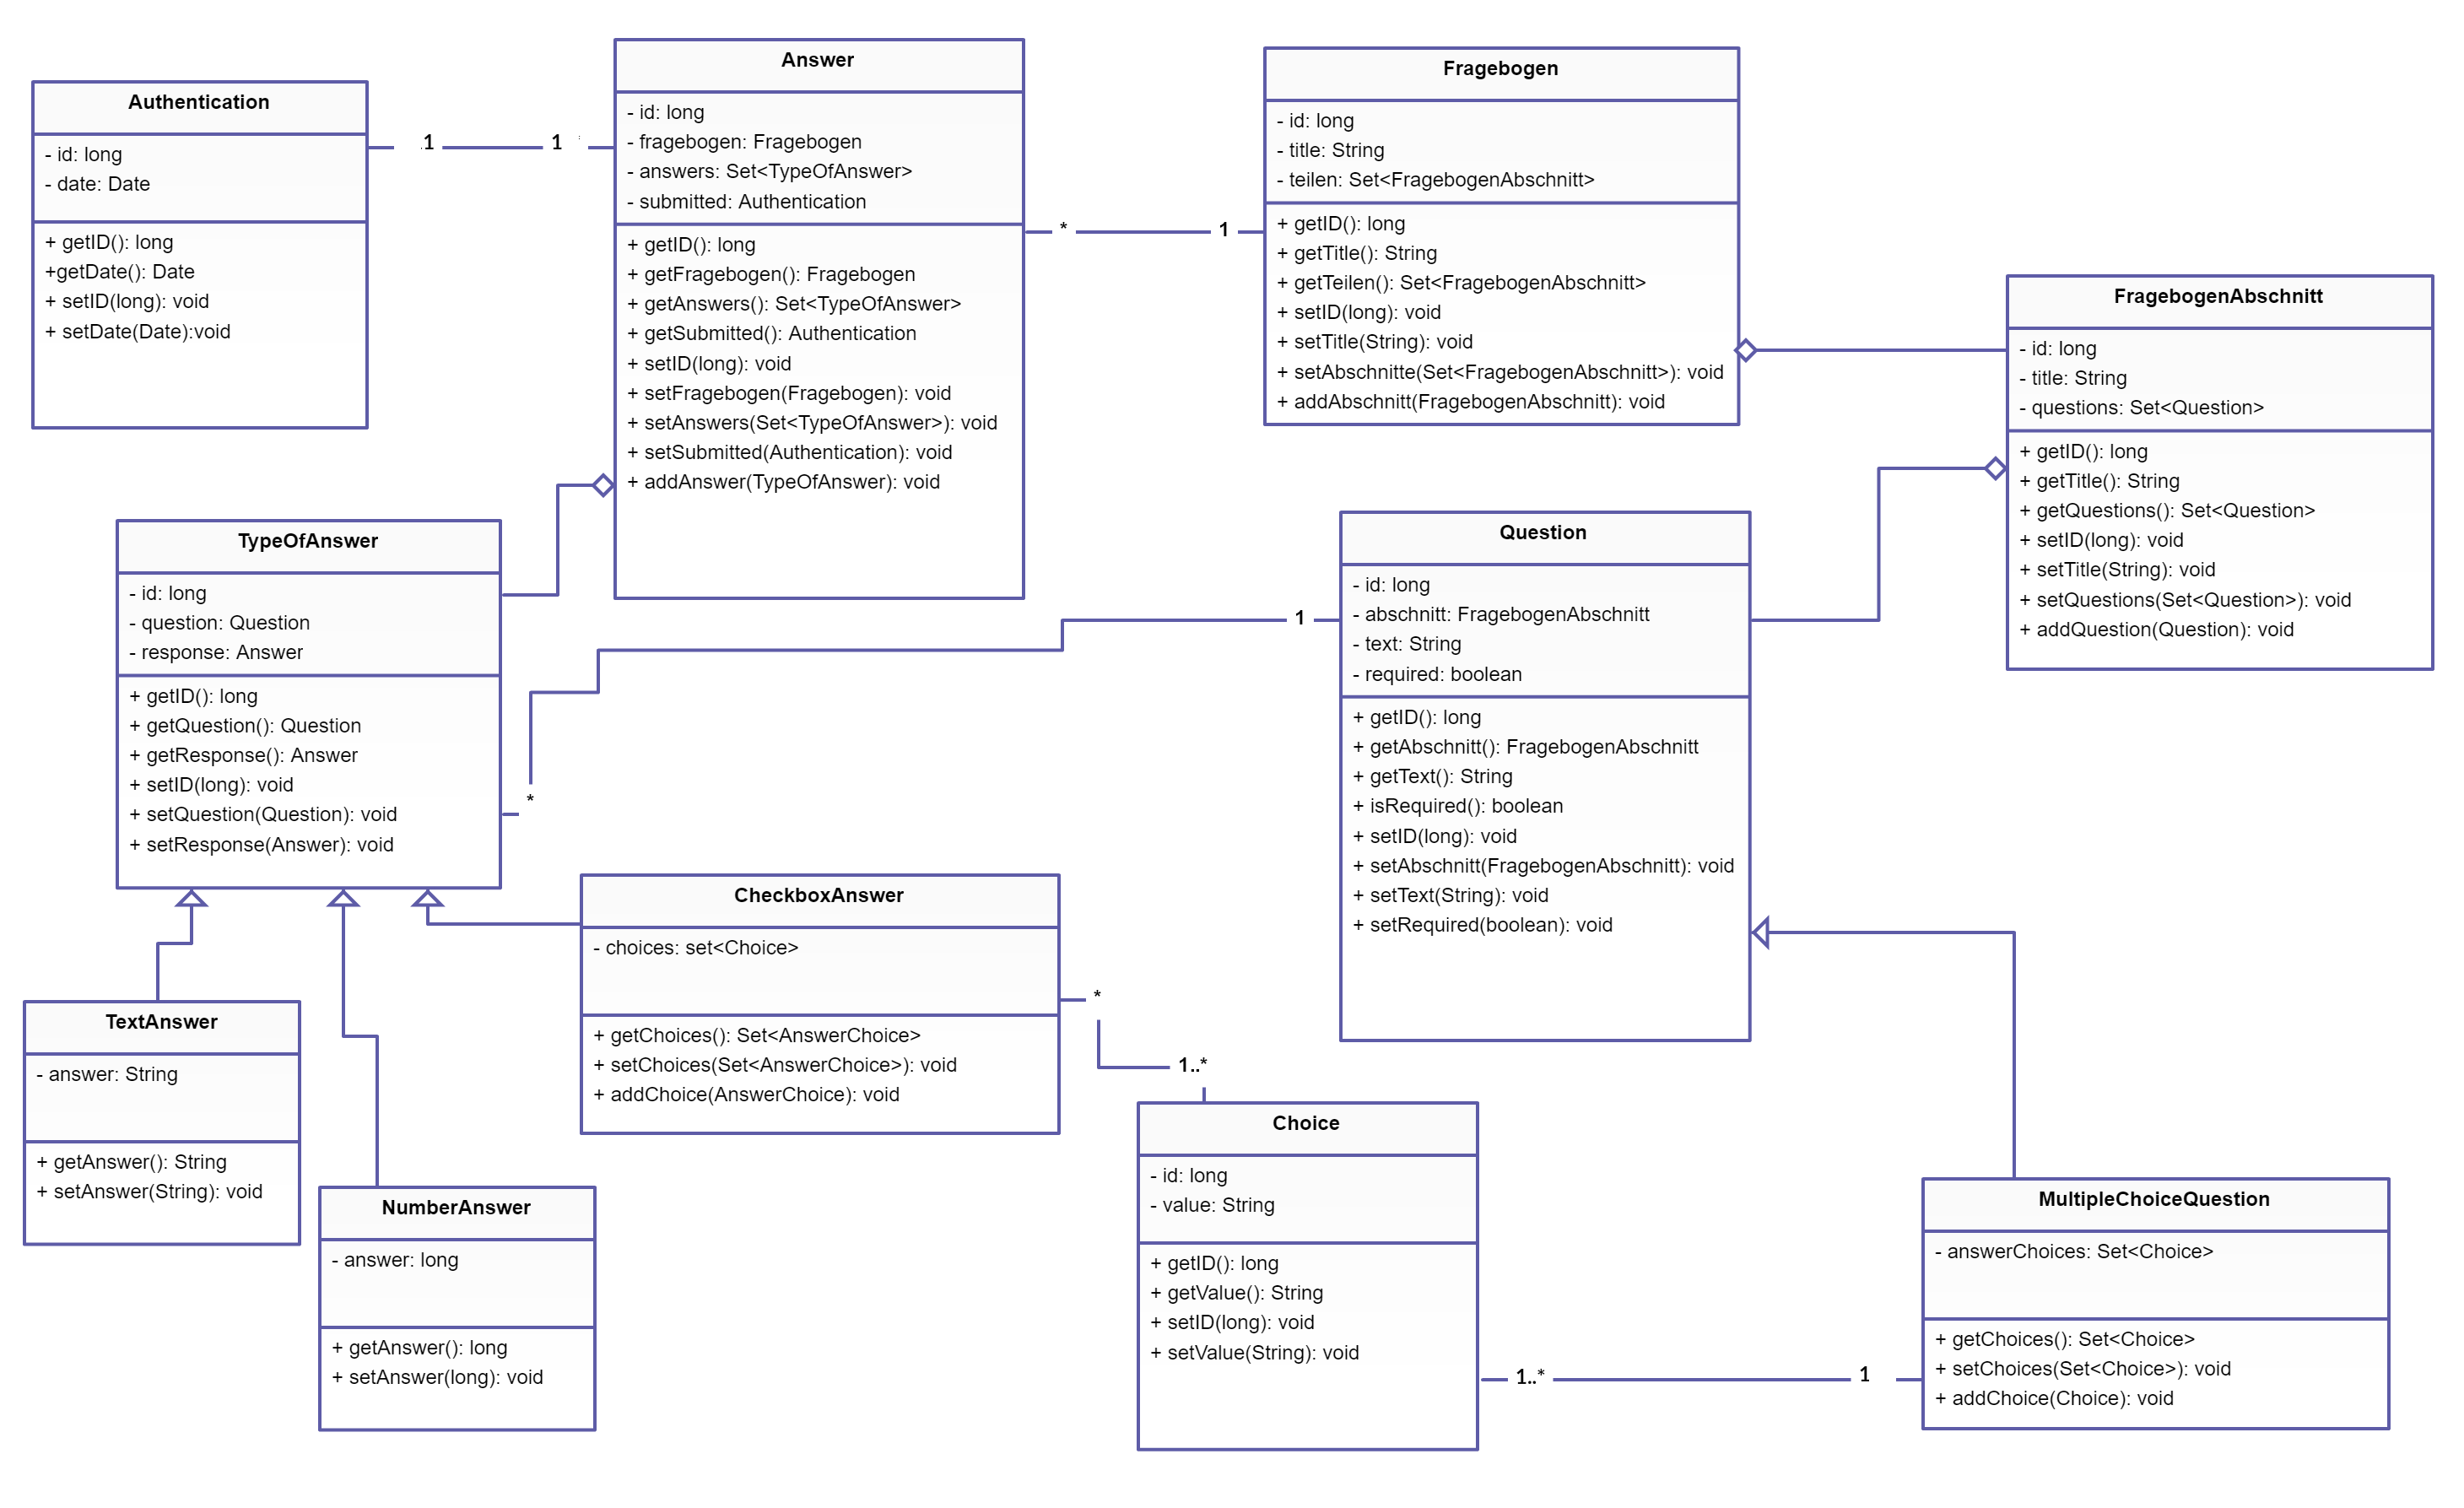 Authentication
- id: long
- date: Date
+ getID(): long
+getDate(): Date
+ setID(long): void
+ setDate(Date):void
.1
1
Answer
- id: long
- fragebogen: Fragebogen
- answers: Set<TypeOfAnswer>
- submitted: Authentication
+ getID(): long
+ getFragebogen(): Fragebogen
+ getAnswers(): Set<TypeOfAnswer>
+ getSubmitted(): Authentication
+ setID(long): void
+ setFragebogen(Fragebogen): void
+ setAnswers(Set<TypeOfAnswer>): void
+ setSubmitted(Authentication): void
+ addAnswer(TypeOfAnswer): void
*
1
Fragebogen
- id: long
- title: String
- teilen: Set<FragebogenAbschnitt>
+ getID(): long
+ getTitle(): String
+ getTeilen(): Set<FragebogenAbschnitt>
+ setID(long): void
+ setTitle(String): void
+ setAbschnitte(Set<FragebogenAbschnitt>): void
+ addAbschnitt(FragebogenAbschnitt): void
FragebogenAbschnitt
- id: long
- title: String
- questions: Set<Question>
+ getID(): long
+ getTitle(): String
+ getQuestions(): Set<Question>
+ setID(long): void
+ setTitle(String): void
+ setQuestions(Set<Question>): void
+ addQuestion(Question): void
TypeOfAnswer
- id: long
- question: Question
- response: Answer
+ getID(): long
+ getQuestion(): Question
+ getResponse(): Answer
+ setID(long): void
+ setQuestion(Question): void
+ setResponse(Answer): void
*
1
Question
- id: long
- abschnitt: FragebogenAbschnitt
- text: String
- required: boolean
+ getID(): long
+ getAbschnitt(): FragebogenAbschnitt
+ getText(): String
+ isRequired(): boolean
+ setID(long): void
+ setAbschnitt(FragebogenAbschnitt): void
+ setText(String): void
+ setRequired(boolean): void
CheckboxAnswer
- choices: set<Choice>
+ getChoices(): Set<AnswerChoice>
+ setChoices(Set<AnswerChoice>): void
+ addChoice(AnswerChoice): void
*
1..*
TextAnswer
- answer: String
+ getAnswer(): String
+ setAnswer(String): void
NumberAnswer
- answer: long
+ getAnswer(): long
+ setAnswer(long): void
Choice
- id: long
- value: String
+ getID(): long
+ getValue(): String
+ setID(long): void
+ setValue(String): void
1..*
1
MultipleChoiceQuestion
- answerChoices: Set<Choice>
+ getChoices(): Set<Choice>
+ setChoices(Set<Choice>): void
+ addChoice(Choice): void